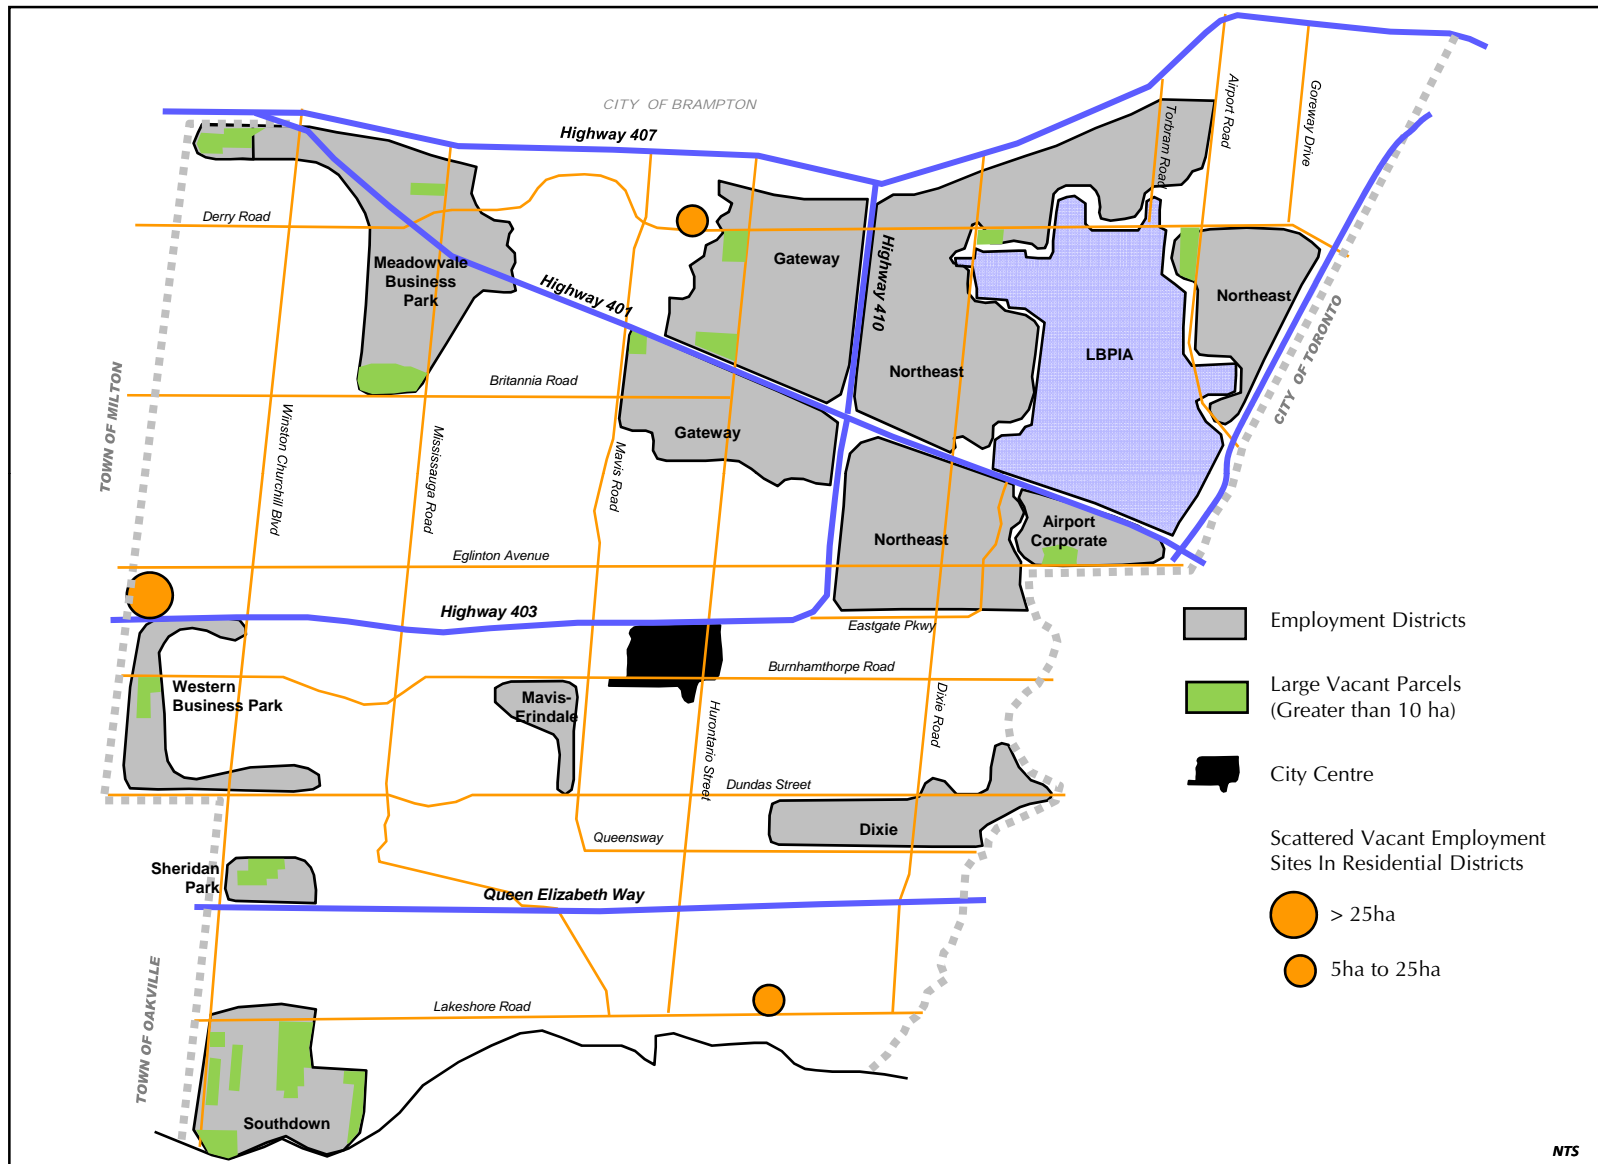 CITY OF BRAMPTON
Highway 407
Torbram Road
Airport Road
Goreway Drive
Derry Road
Meadowvale
Business
Park
Highway 401
Gateway
Highway 410
Northeast
Northeast
LBPIA
CITY OF TORONTO
TOWN OF MILTON
Britannia Road
Gateway
Winston Churchill Blvd
Mississauga Road
Mavis Road
Northeast
Airport
Corporate
Eglinton Avenue
Highway 403
Eastgate Pkwy
Burnhamthorpe Road
Western
Business Park
Mavis-
Erindale
Hurontario Street
Dixie Road
Dundas Street
Dixie
Queensway
Sheridan
Park
Queen Elizabeth Way
TOWN OF OAKVILLE
Lakeshore Road
Southdown
Employment Districts
Large Vacant Parcels
(Greater than 10 ha)
City Centre
Scattered Vacant Employment
Sites In Residential Districts
> 25ha
5ha to 25ha
NTS